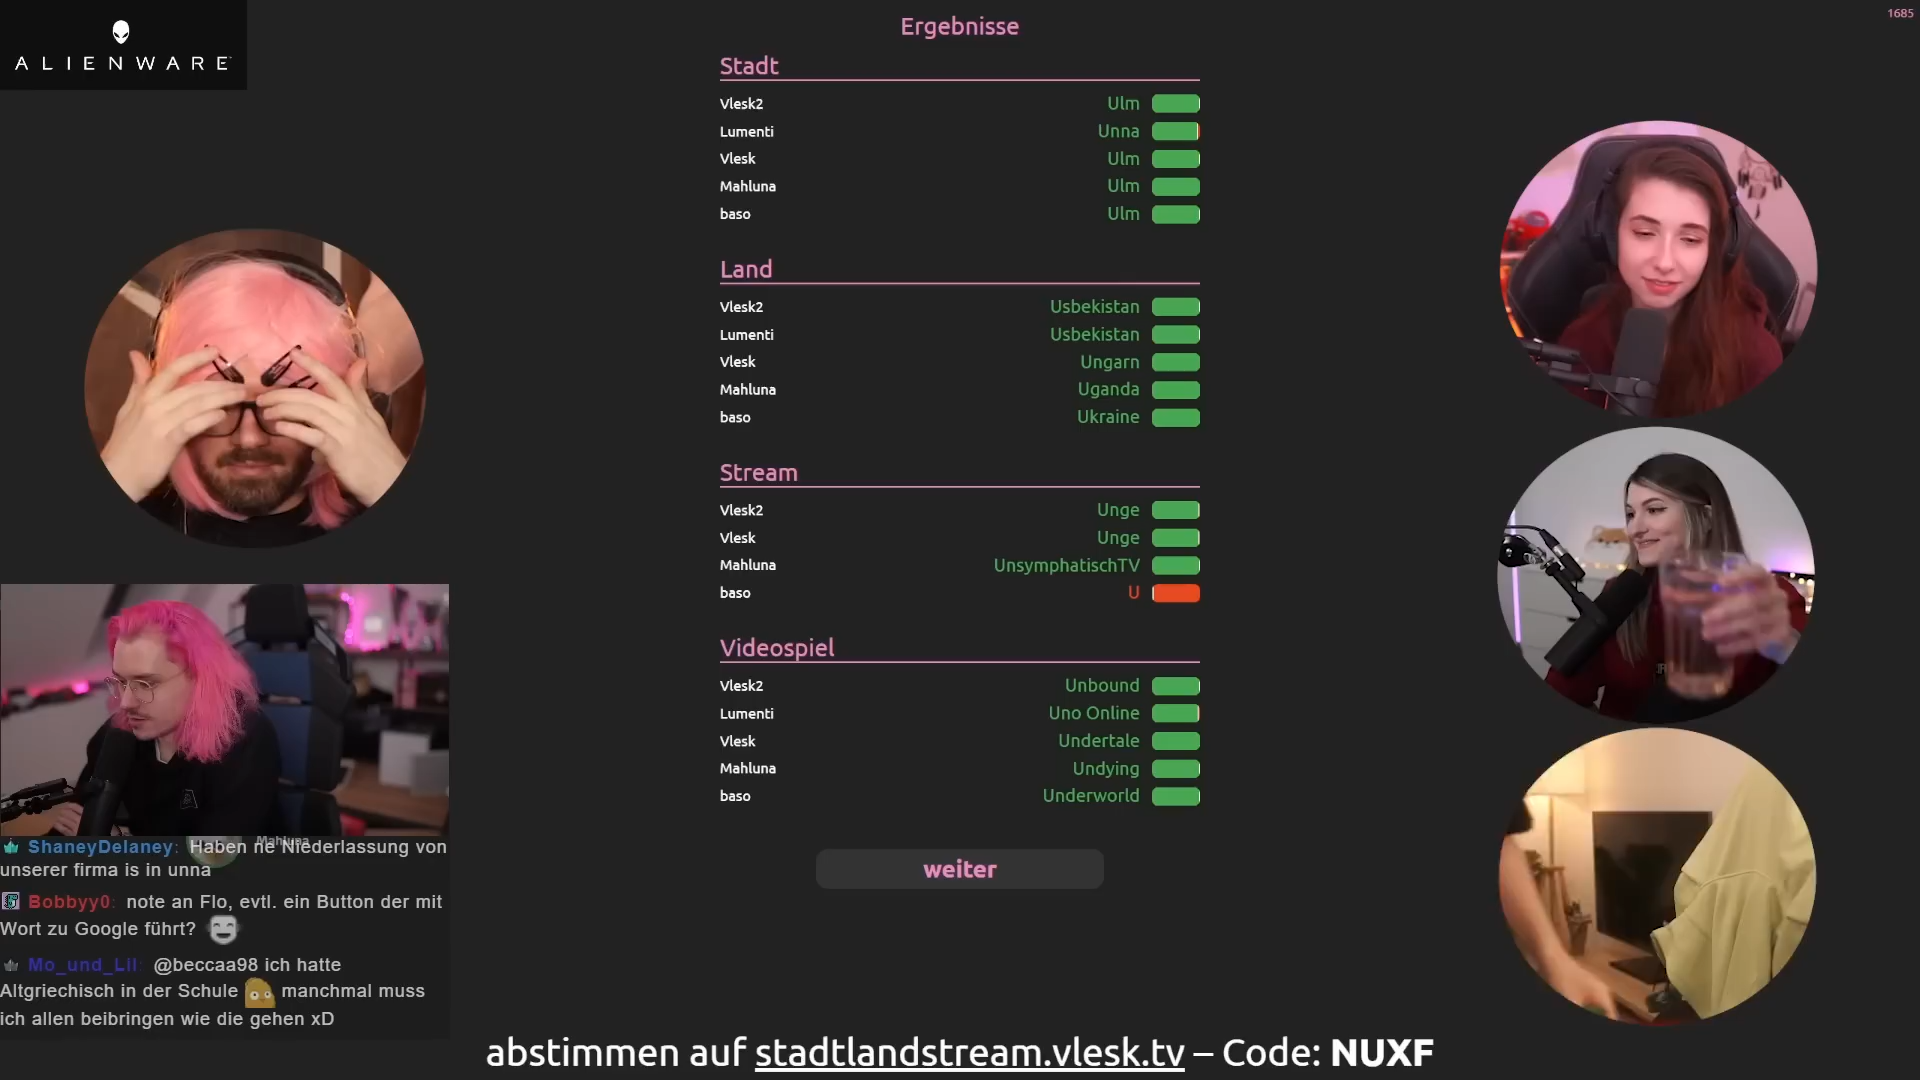 ALIENWARE
Ergebnisse
1685
Stadt
Vlesk2 Ulm
Lumenti Unna
Vlesk Ulm
Mahluna Ulm
baso Ulm
Land
Vlesk2 Usbekistan
Lumenti Usbekistan
Vlesk Ungarn
Mahluna Uganda
baso Ukraine
Stream
Vlesk2 Unge
Vlesk Unge
Mahluna UnsymphatischTV
baso U
Videospiel
Vlesk2 Unbound
Lumenti Uno Online
Vlesk Undertale
Mahluna Undying
baso Underworld
weiter
Mahluna
ShaneyDelaney: Haben ne Niederlassung von
unserer firma is in unna
Bobbyy0: note an Flo, evtl. ein Button der mit
Wort zu Google führt?
Mo_und_Lil: @beccaa98 ich hatte
Altgriechisch in der Schule manchmal muss
ich allen beibringen wie die gehen xD
abstimmen auf stadtlandstream.vlesk.tv – Code: NUXF